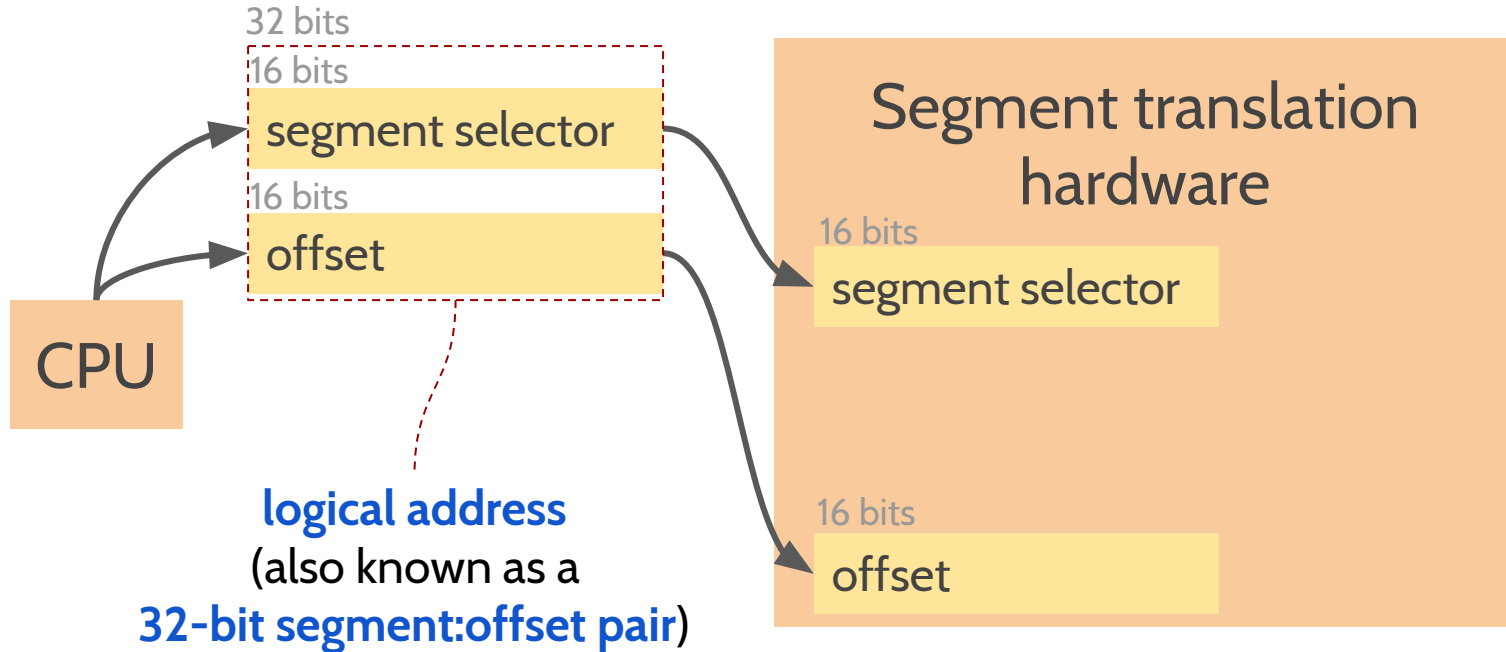 32 bits
16 bits
segment selector
16 bits
offset
CPU
logical address
(also known as a
32-bit segment:offset pair)
Segment translation
hardware
16 bits
segment selector
16 bits
offset